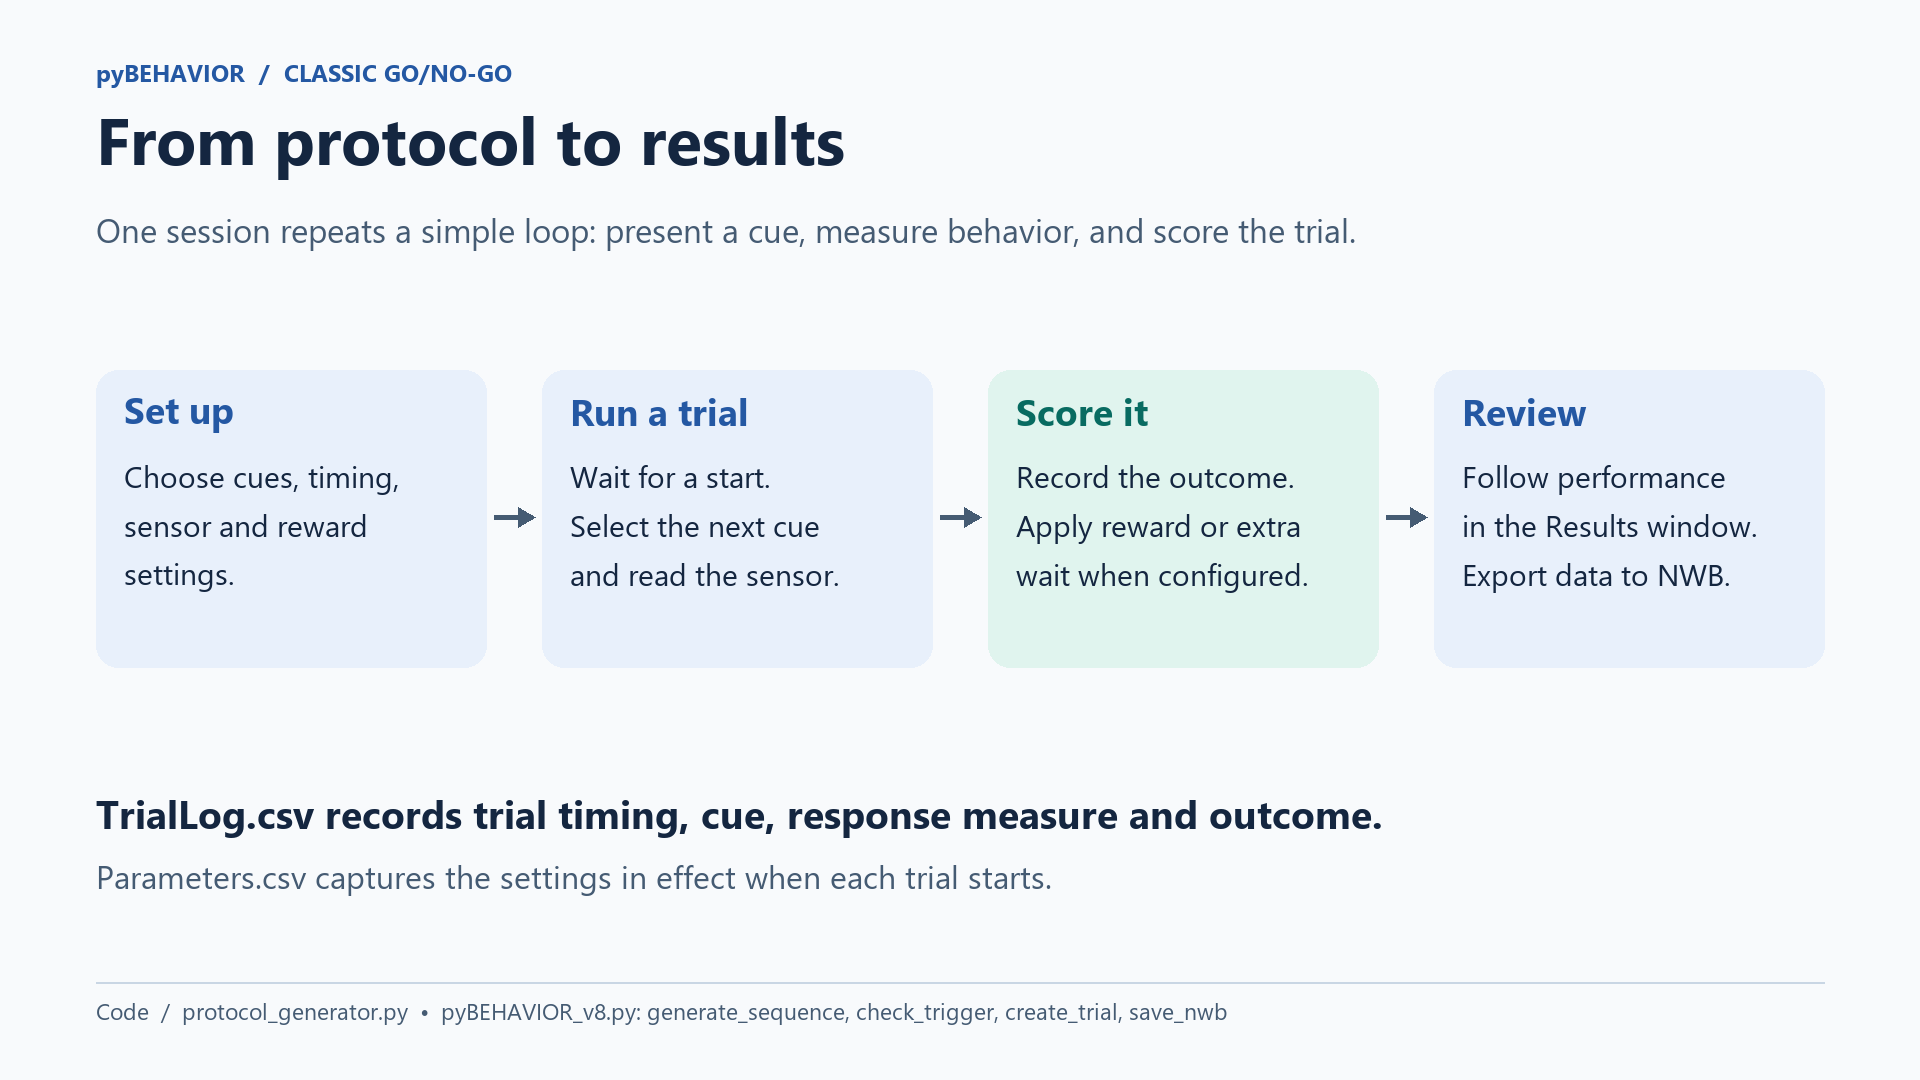 pyBEHAVIOR / CLASSIC GO/NO-GO
From protocol to results
One session repeats a simple loop: present a cue, measure behavior, and score the trial.
Set up
Choose cues, timing,
sensor and reward
settings.
Run a trial
Wait for a start.
Select the next cue
and read the sensor.
Score it
Record the outcome.
Apply reward or extra
wait when configured.
Review
Follow performance
in the Results window.
Export data to NWB.
TrialLog.csv records trial timing, cue, response measure and outcome.
Parameters.csv captures the settings in effect when each trial starts.
Code / protocol_generator.py • pyBEHAVIOR_v8.py: generate_sequence, check_trigger, create_trial, save_nwb